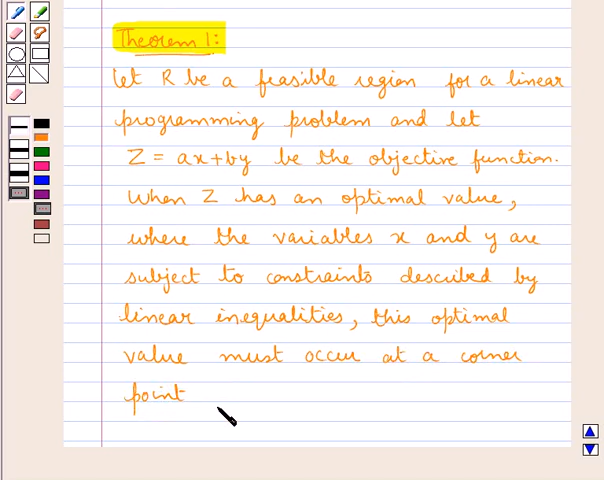 Theorem 1:
Let R be a feasible region for a linear
programming problem and let
Z = ax + by be the objective function.
When Z has an optimal value,
where the variables x and y are
subject to constraints described by
linear inequalities, this optimal
value must occur at a corner
point